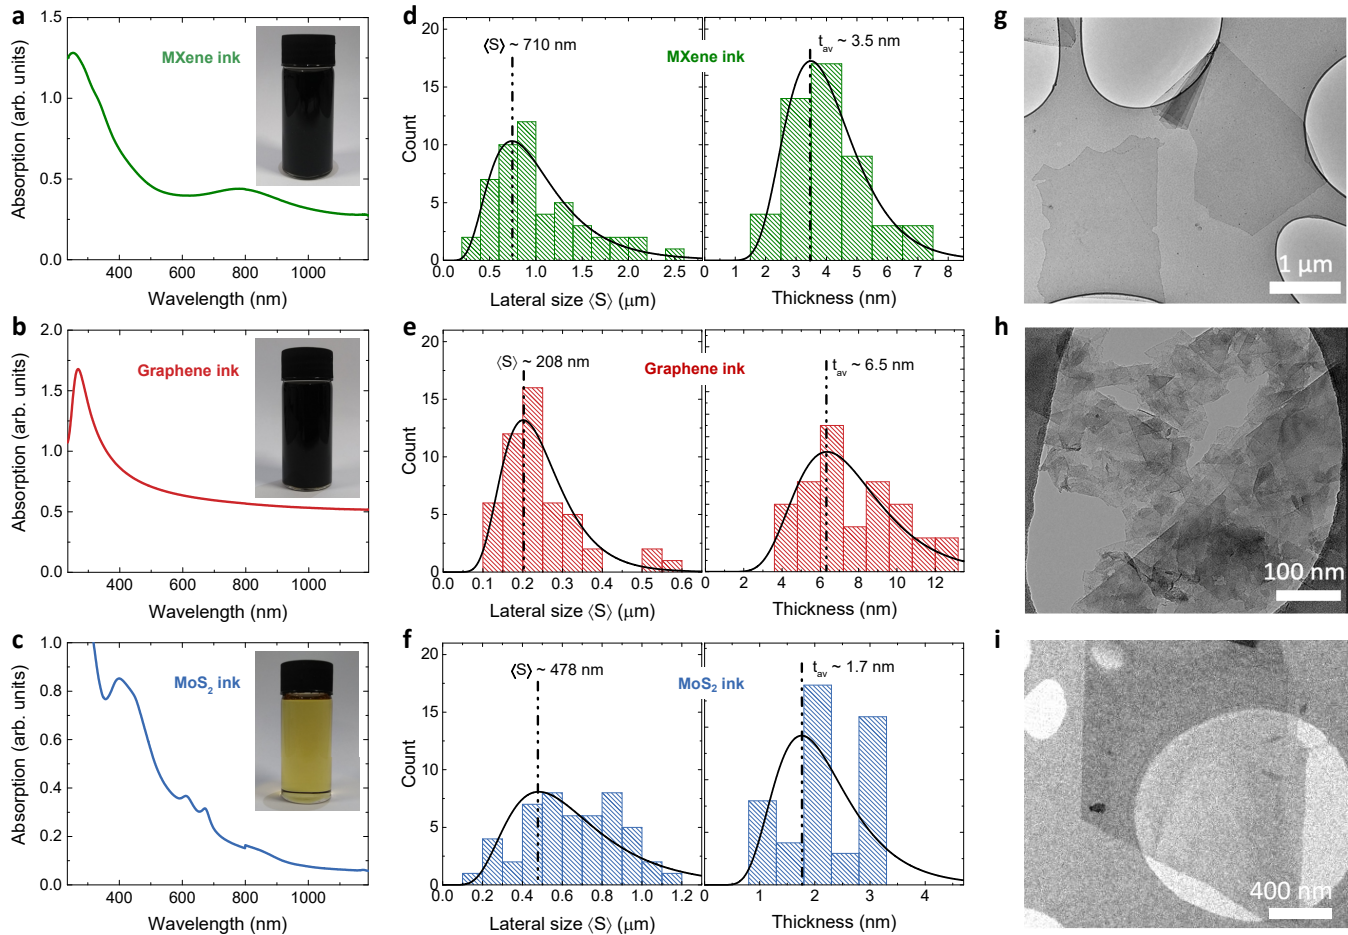 a
1.5
1.0
0.5
0.0
Absorption (arb. units)
MXene ink
400
600
800
1000
Wavelength (nm)
b
2.0
1.5
1.0
0.5
0.0
Absorption (arb. units)
Graphene ink
400
600
800
1000
Wavelength (nm)
c
1.0
0.8
0.6
0.4
0.2
0.0
Absorption (arb. units)
MoS₂ ink
400
600
800
1000
Wavelength (nm)
d
20
15
10
5
0
Count
⟨S⟩ ~ 710 nm
MXene ink
t_av ~ 3.5 nm
0.5
1.0
1.5
2.0
2.5
Lateral size ⟨S⟩ (μm)
1
2
3
4
5
6
7
8
Thickness (nm)
e
20
15
10
5
0
Count
⟨S⟩ ~ 208 nm
Graphene ink
t_av ~ 6.5 nm
0.0
0.1
0.2
0.3
0.4
0.5
0.6
Lateral size ⟨S⟩ (μm)
0
2
4
6
8
10
12
Thickness (nm)
f
20
15
10
5
0
Count
⟨S⟩ ~ 478 nm
MoS₂ ink
t_av ~ 1.7 nm
0.0
0.2
0.4
0.6
0.8
1.0
1.2
Lateral size ⟨S⟩ (μm)
0
1
2
3
4
Thickness (nm)
g
1 μm
h
100 nm
i
400 nm